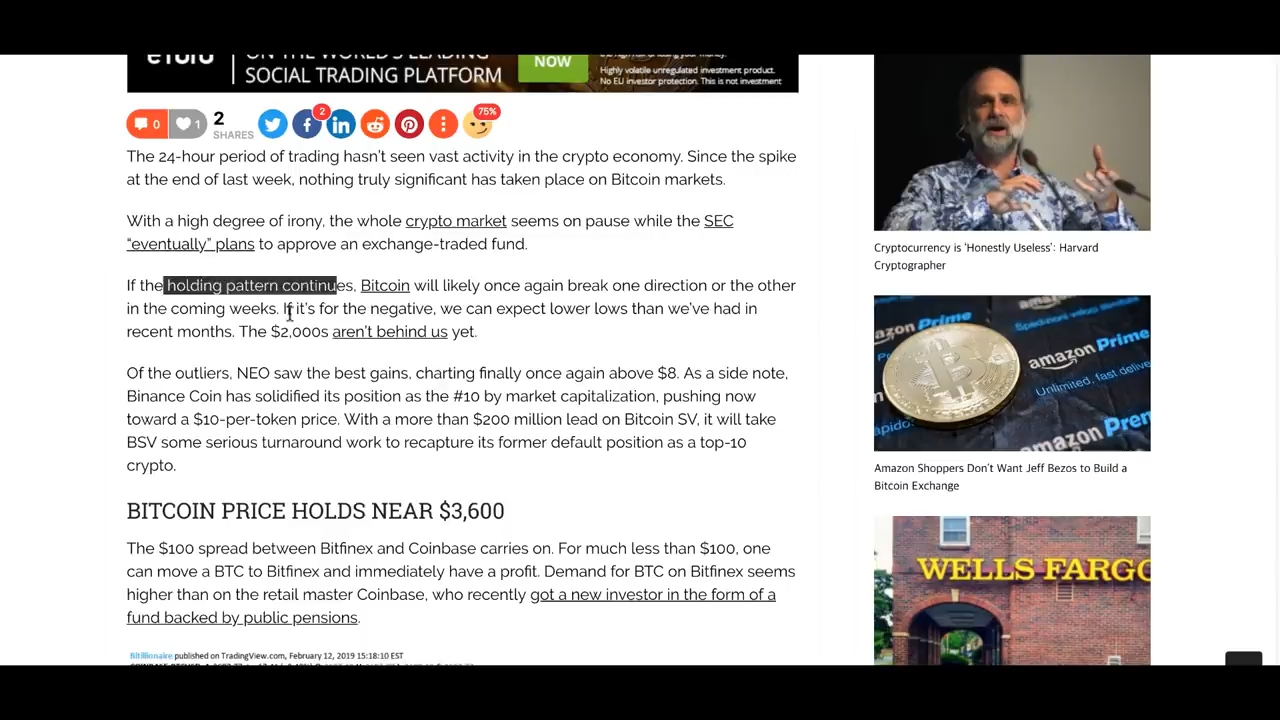 ON THE WORLD'S LEADING
SOCIAL TRADING PLATFORM
NOW
Highly volatile unregulated investment product.
No EU investor protection. This is not investment
0
1
2
SHARES
2
75%
The 24-hour period of trading hasn't seen vast activity in the crypto economy. Since the spike
at the end of last week, nothing truly significant has taken place on Bitcoin markets.
With a high degree of irony, the whole crypto market seems on pause while the SEC
"eventually" plans to approve an exchange-traded fund.
If the holding pattern continues, Bitcoin will likely once again break one direction or the other
in the coming weeks. If it's for the negative, we can expect lower lows than we've had in
recent months. The $2,000s aren't behind us yet.
Of the outliers, NEO saw the best gains, charting finally once again above $8. As a side note,
Binance Coin has solidified its position as the #10 by market capitalization, pushing now
toward a $10-per-token price. With a more than $200 million lead on Bitcoin SV, it will take
BSV some serious turnaround work to recapture its former default position as a top-10
crypto.
BITCOIN PRICE HOLDS NEAR $3,600
The $100 spread between Bitfinex and Coinbase carries on. For much less than $100, one
can move a BTC to Bitfinex and immediately have a profit. Demand for BTC on Bitfinex seems
higher than on the retail master Coinbase, who recently got a new investor in the form of a
fund backed by public pensions.
Bitillionaire published on TradingView.com, February 12, 2019 15:18:10 EST
Cryptocurrency is 'Honestly Useless': Harvard
Cryptographer
amazon Prime
Unlimited, fast delive
amazon
amazon Prem
Amazon Shoppers Don't Want Jeff Bezos to Build a
Bitcoin Exchange
WELLS FARGO